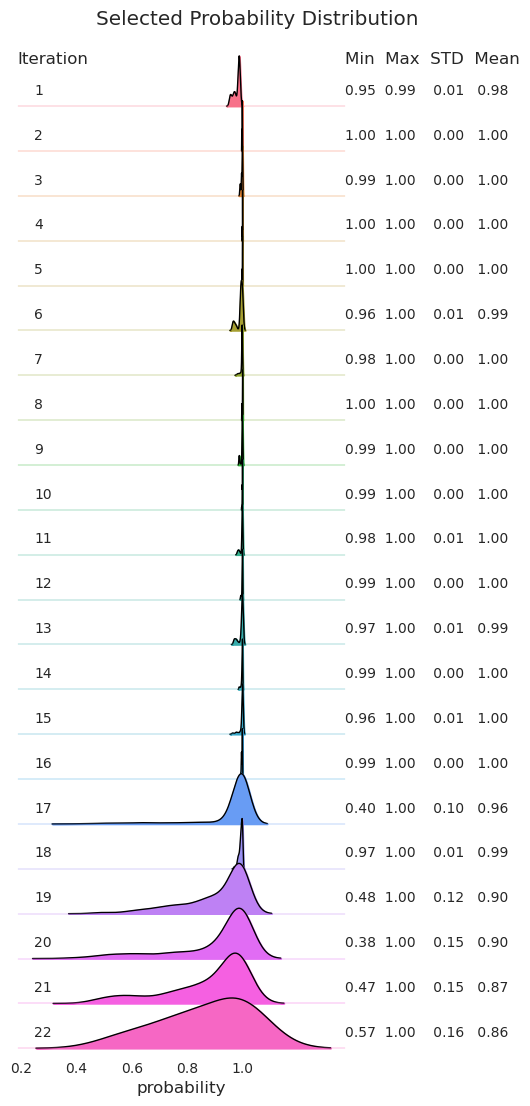 Selected Probability Distribution
Iteration Min Max STD Mean
1 0.95 0.99 0.01 0.98
2 1.00 1.00 0.00 1.00
3 0.99 1.00 0.00 1.00
4 1.00 1.00 0.00 1.00
5 1.00 1.00 0.00 1.00
6 0.96 1.00 0.01 0.99
7 0.98 1.00 0.00 1.00
8 1.00 1.00 0.00 1.00
9 0.99 1.00 0.00 1.00
10 0.99 1.00 0.00 1.00
11 0.98 1.00 0.01 1.00
12 0.99 1.00 0.00 1.00
13 0.97 1.00 0.01 0.99
14 0.99 1.00 0.00 1.00
15 0.96 1.00 0.01 1.00
16 0.99 1.00 0.00 1.00
17 0.40 1.00 0.10 0.96
18 0.97 1.00 0.01 0.99
19 0.48 1.00 0.12 0.90
20 0.38 1.00 0.15 0.90
21 0.47 1.00 0.15 0.87
22 0.57 1.00 0.16 0.86
0.2 0.4 0.6 0.8 1.0
probability